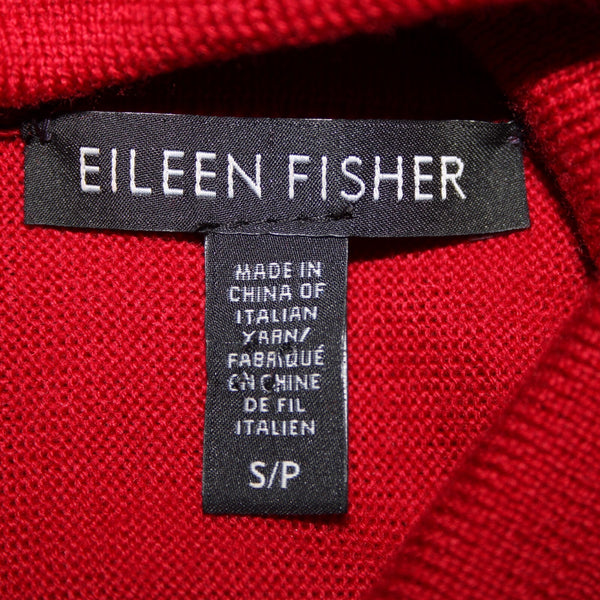 EILEEN FISHER
MADE IN
CHINA OF
ITALIAN
YARN/
FABRIQUÉ
EN CHINE
DE FIL
ITALIEN
S/P